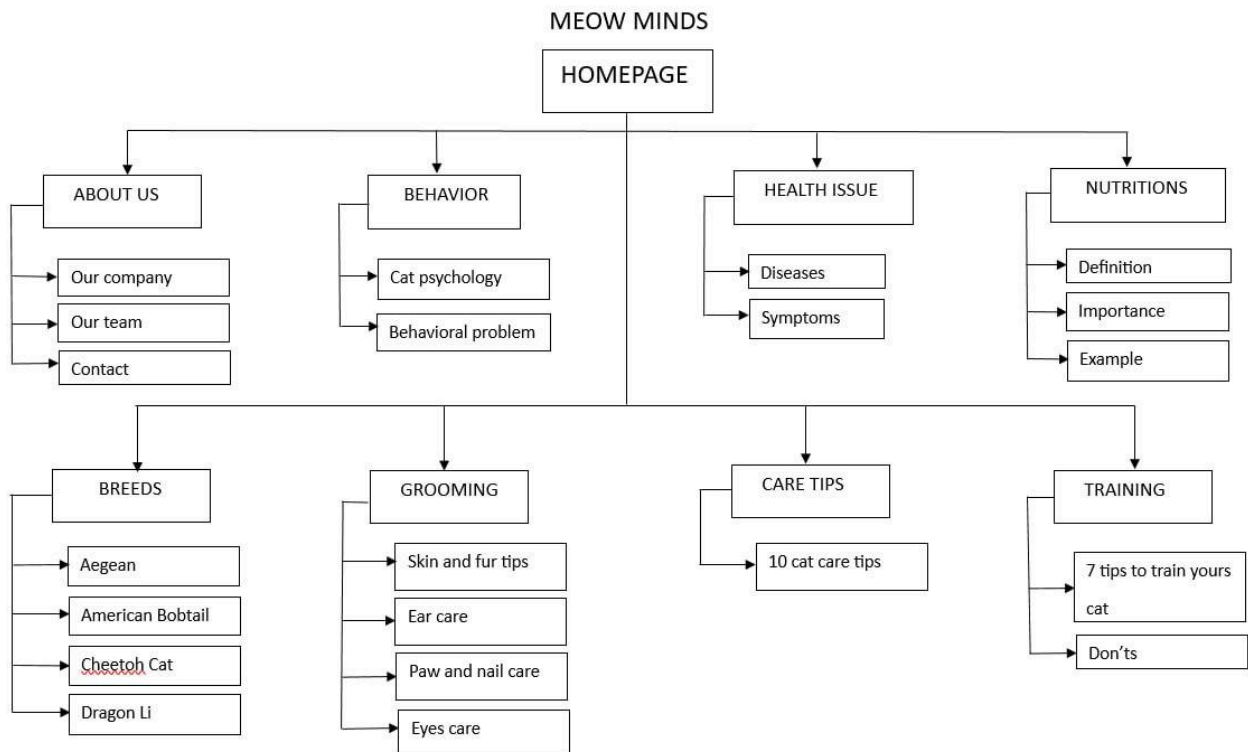 MEOW MINDS
HOMEPAGE
ABOUT US
Our company
Our team
Contact
BEHAVIOR
Cat psychology
Behavioral problem
HEALTH ISSUE
Diseases
Symptoms
NUTRITIONS
Definition
Importance
Example
BREEDS
Aegean
American Bobtail
Cheetoh Cat
Dragon Li
GROOMING
Skin and fur tips
Ear care
Paw and nail care
Eyes care
CARE TIPS
10 cat care tips
TRAINING
7 tips to train yours
cat
Don’ts